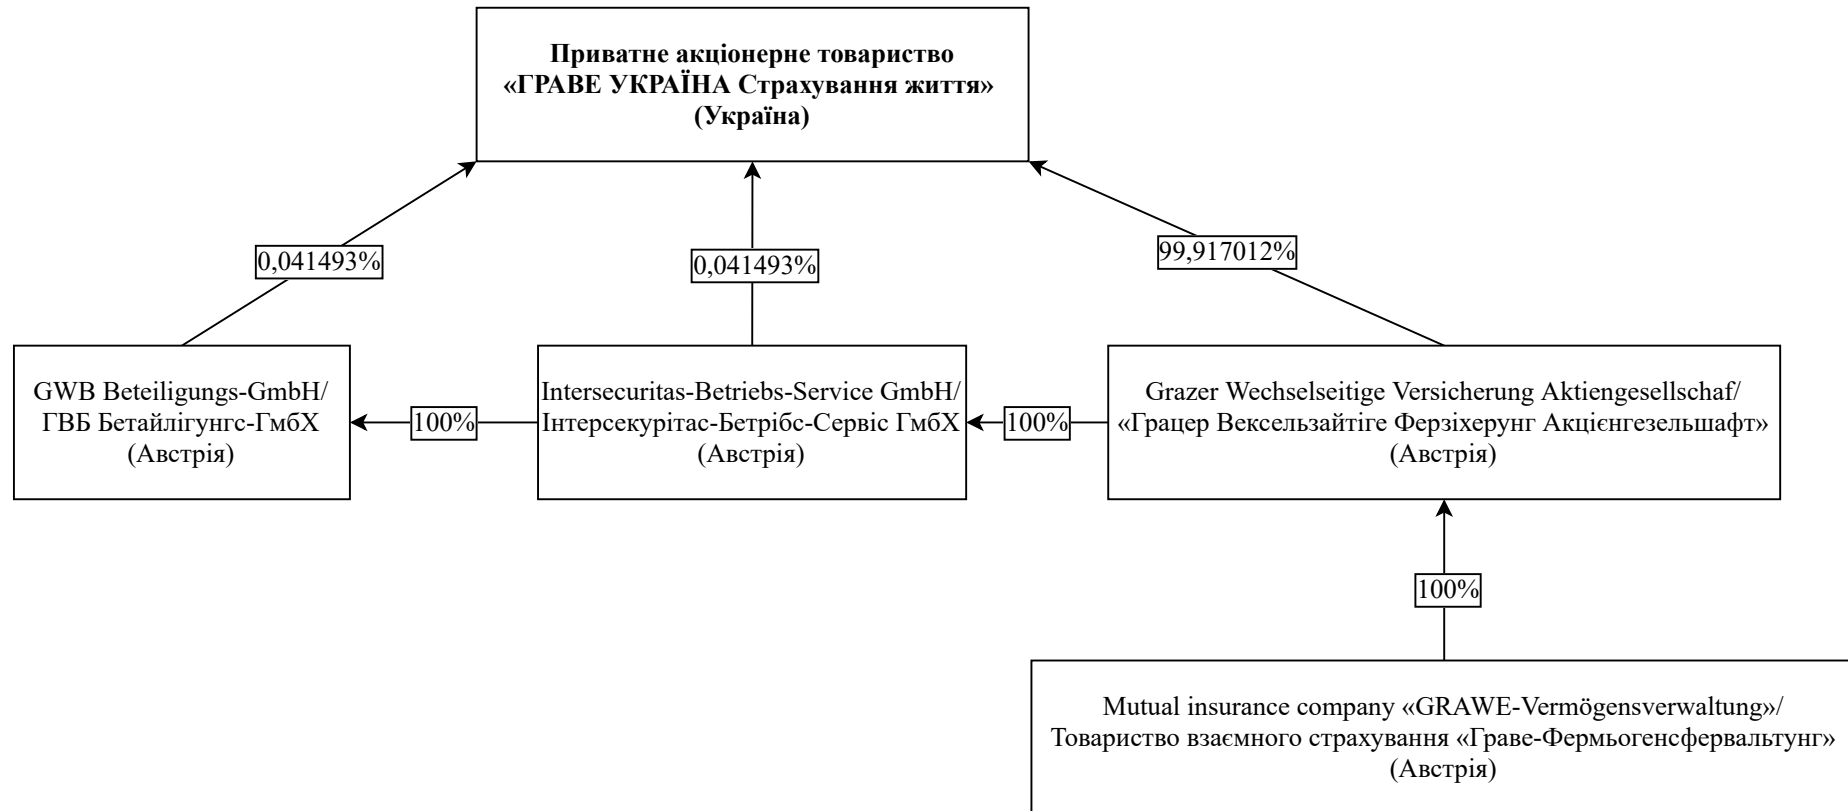 Приватне акціонерне товариство
«ГРАВЕ УКРАЇНА Страхування життя»
(Україна)
0,041493%
0,041493%
99,917012%
GWB Beteiligungs-GmbH/
ГВБ Бетайлігунгс-ГмбХ
(Австрія)
100%
Intersecuritas-Betriebs-Service GmbH/
Інтерсекурітас-Бетрібс-Сервіс ГмбХ
(Австрія)
100%
Grazer Wechselseitige Versicherung Aktiengesellschaf/
«Грацер Вексельзайтіге Ферзіхерунг Акцієнгезельшафт»
(Австрія)
100%
Mutual insurance company «GRAWE-Vermögensverwaltung»/
Товариство взаємного страхування «Граве-Фермьогенсфервальтунг»
(Австрія)